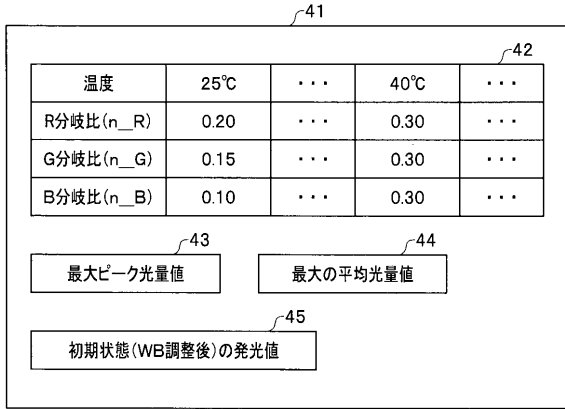 41
42
温度 25℃ ・・・ 40℃ ・・・
R分岐比(n__R) 0.20 ・・・ 0.30 ・・・
G分岐比(n__G) 0.15 ・・・ 0.30 ・・・
B分岐比(n__B) 0.10 ・・・ 0.30 ・・・
43
44
最大ピーク光量値 最大の平均光量値
45
初期状態(WB調整後)の発光値